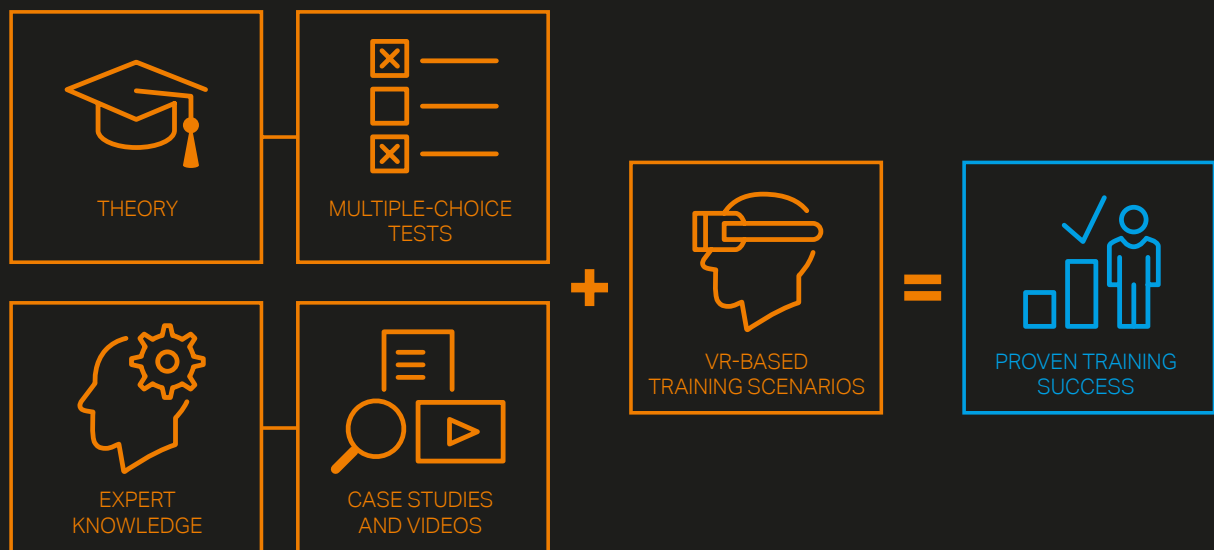 THEORY
MULTIPLE-CHOICE
TESTS
EXPERT
KNOWLEDGE
CASE STUDIES
AND VIDEOS
+
VR-BASED
TRAINING SCENARIOS
=
PROVEN TRAINING
SUCCESS